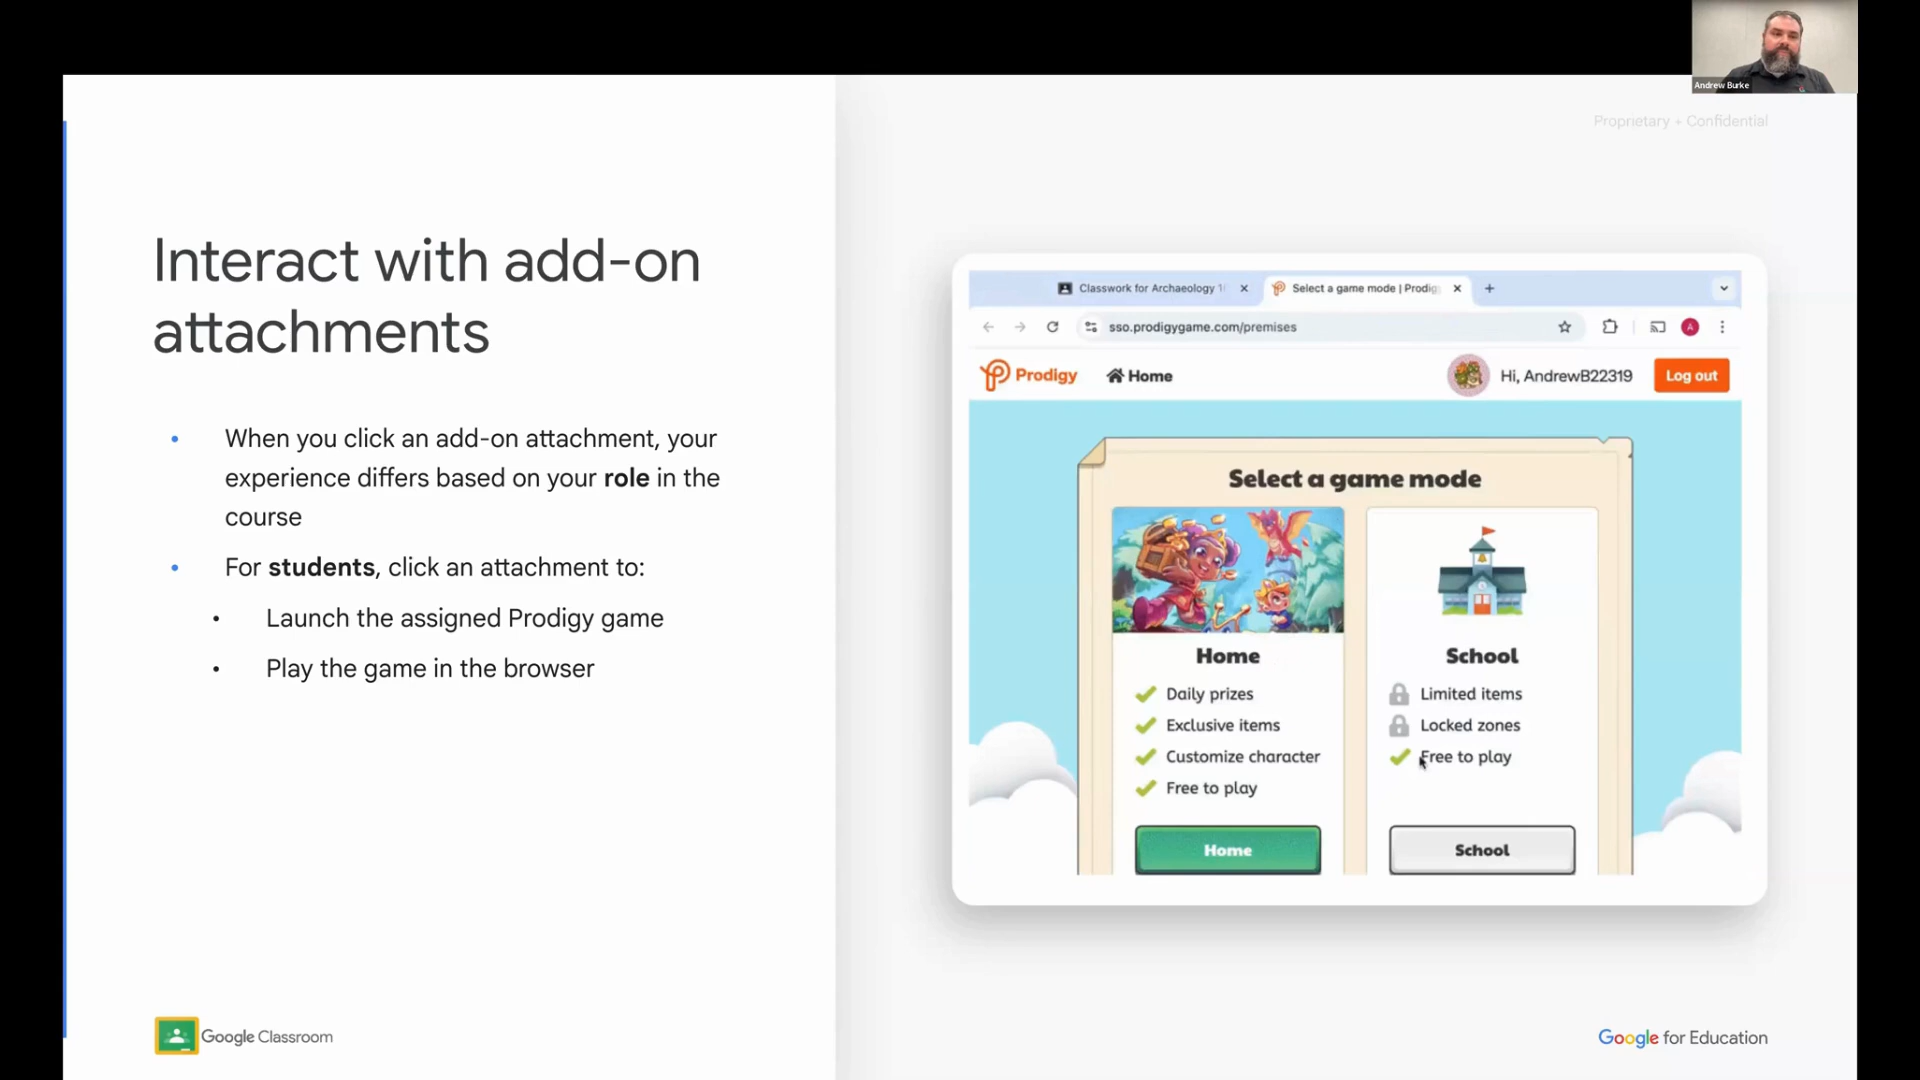 Andrew Burke
Proprietary + Confidential
Interact with add-on
attachments
• When you click an add-on attachment, your
experience differs based on your role in the
course
• For students, click an attachment to:
• Launch the assigned Prodigy game
• Play the game in the browser
Classwork for Archaeology 1
Select a game mode | Prodig
sso.prodigygame.com/premises
A
Prodigy
Home
Hi, AndrewB22319
Log out
Select a game mode
Home
Daily prizes
Exclusive items
Customize character
Free to play
Home
School
Limited items
Locked zones
Free to play
School
Google Classroom
Google for Education